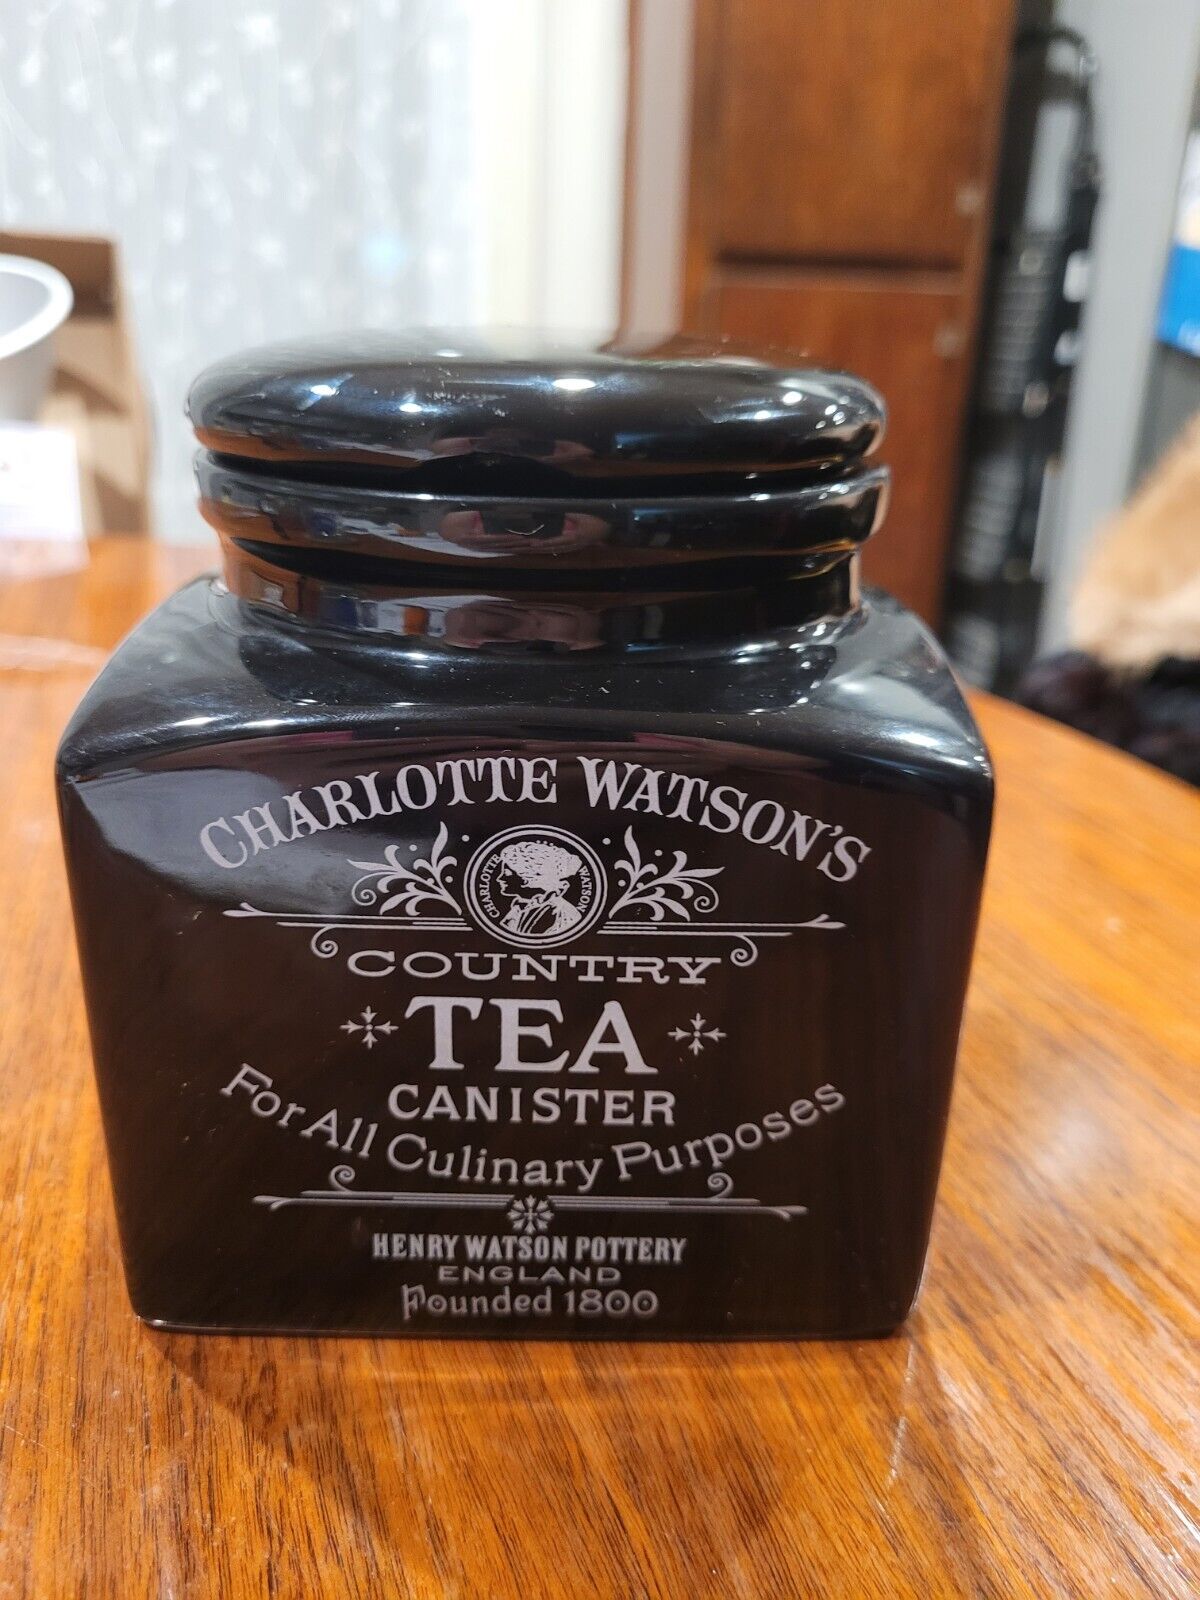 CHARLOTTE WATSON'S
CHARLOTTE WATSON
COUNTRY
TEA
CANISTER
For All Culinary Purposes
HENRY WATSON POTTERY
ENGLAND
Founded 1800